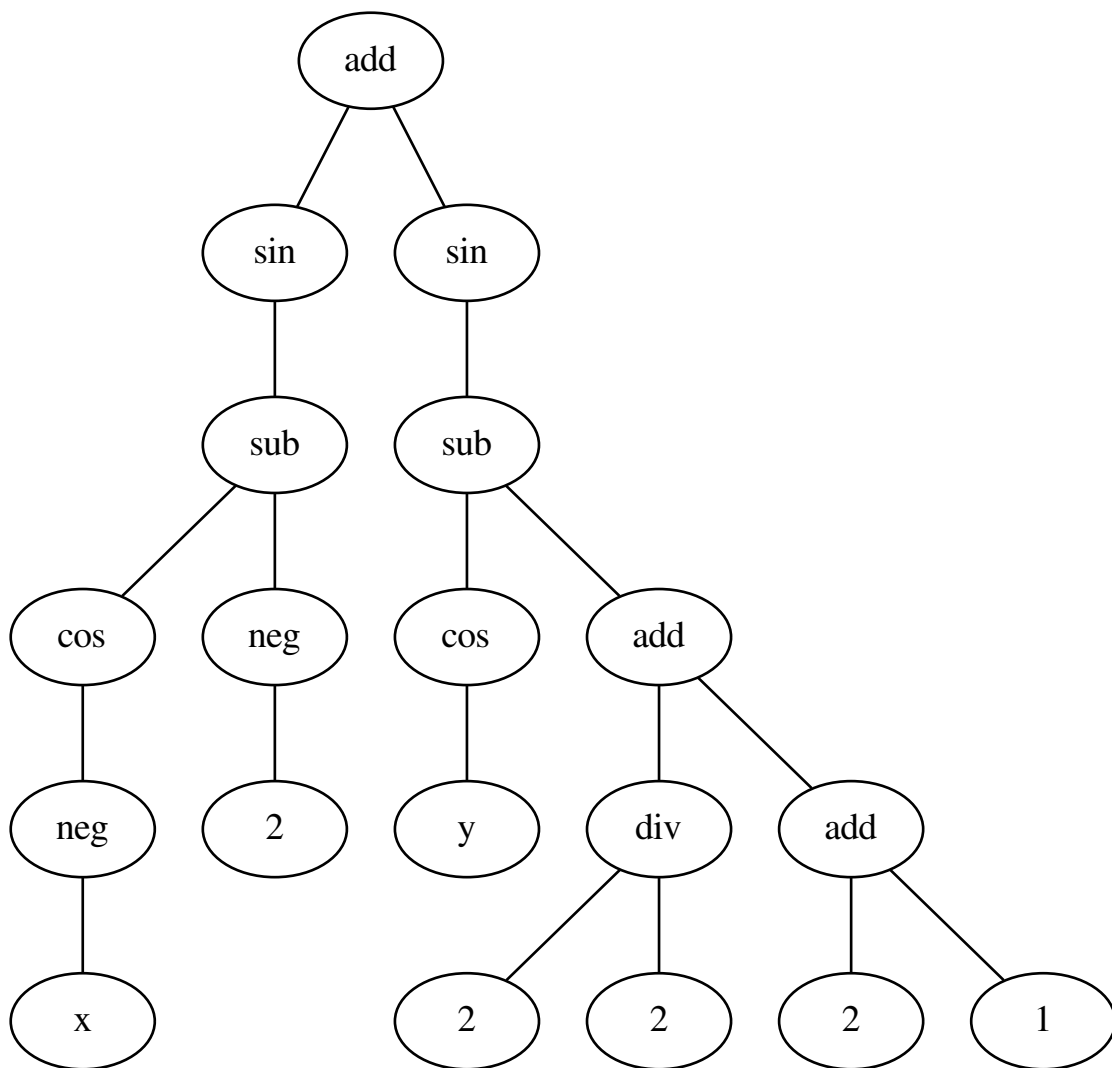 add
sin sin
sub sub
cos neg cos add
neg 2 y div add
x 2 2 2 1